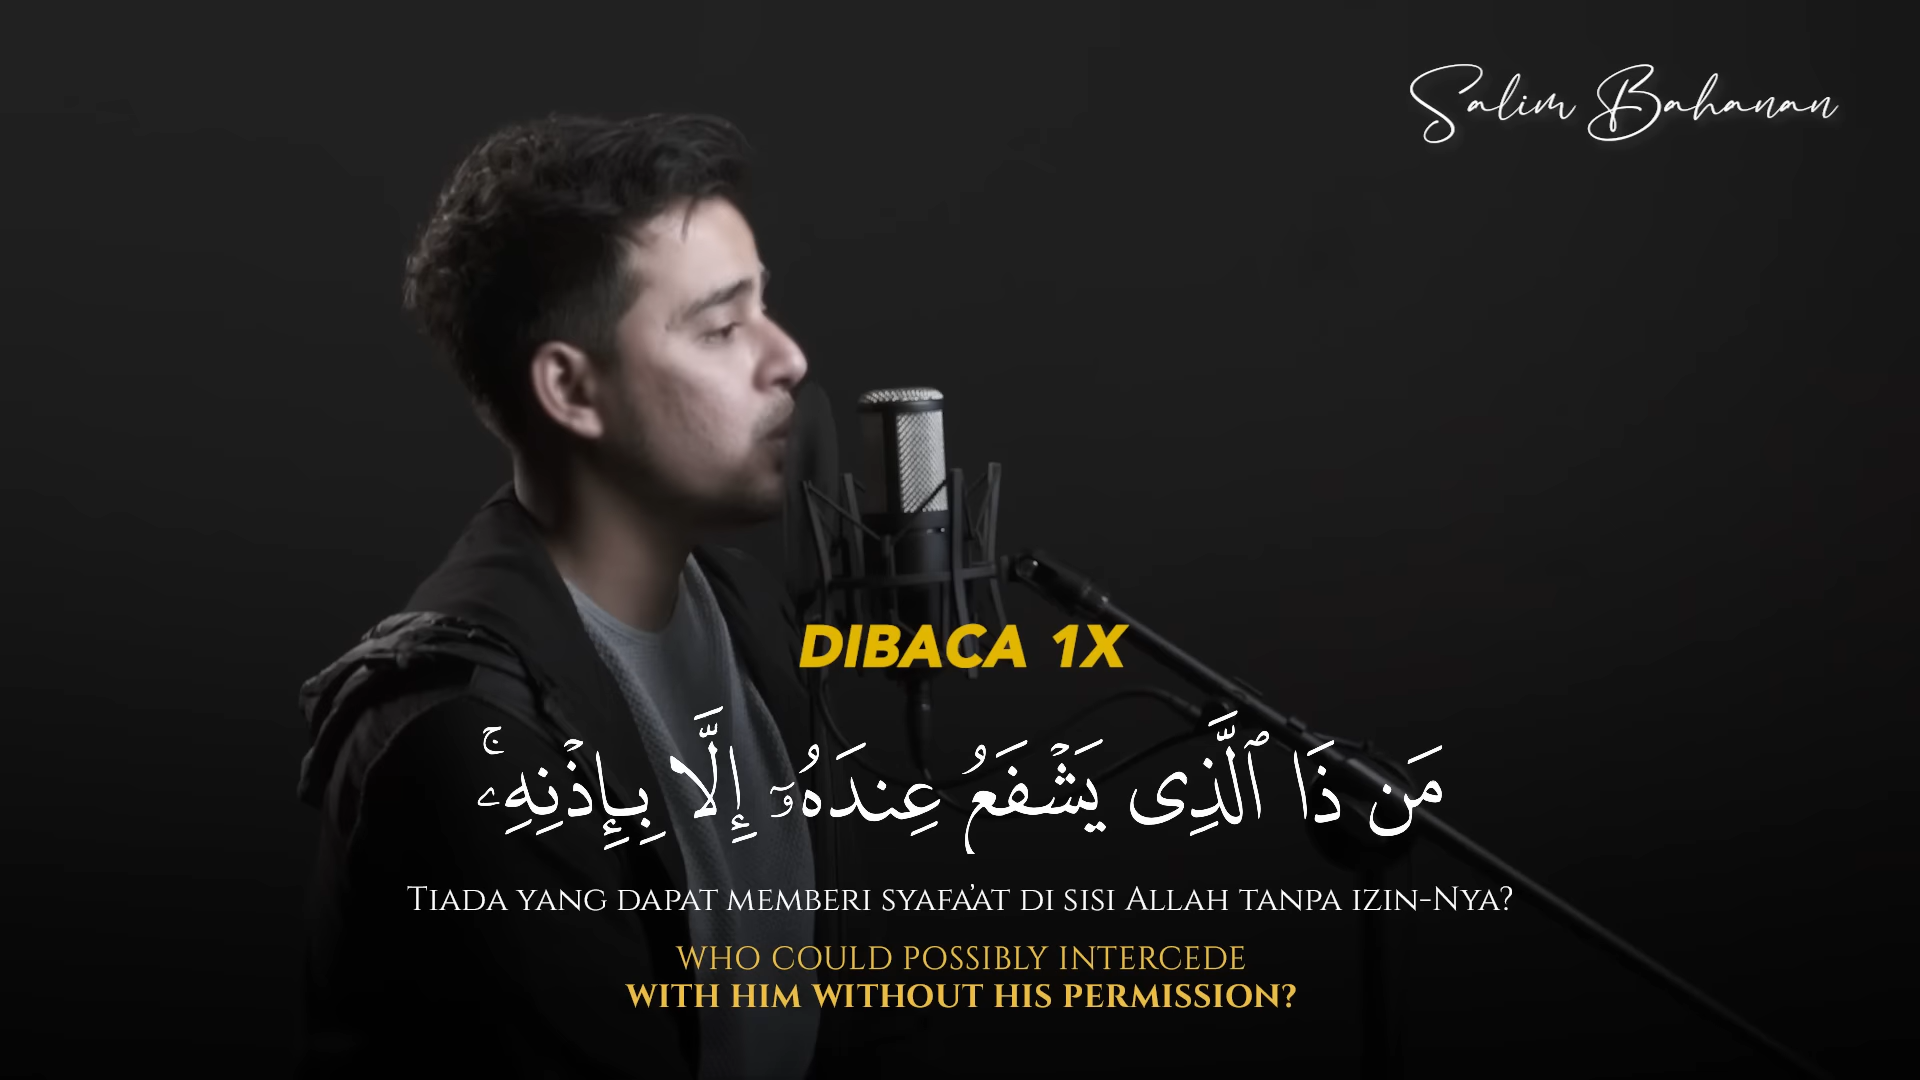 Salim Bahanan
DIBACA 1X
مَن ذَا ٱلَّذِى يَشْفَعُ عِندَهُۥٓ إِلَّا بِإِذْنِهِۦ ۚ
TIADA YANG DAPAT MEMBERI SYAFA'AT DI SISI ALLAH TANPA IZIN-NYA?
WHO COULD POSSIBLY INTERCEDE
WITH HIM WITHOUT HIS PERMISSION?